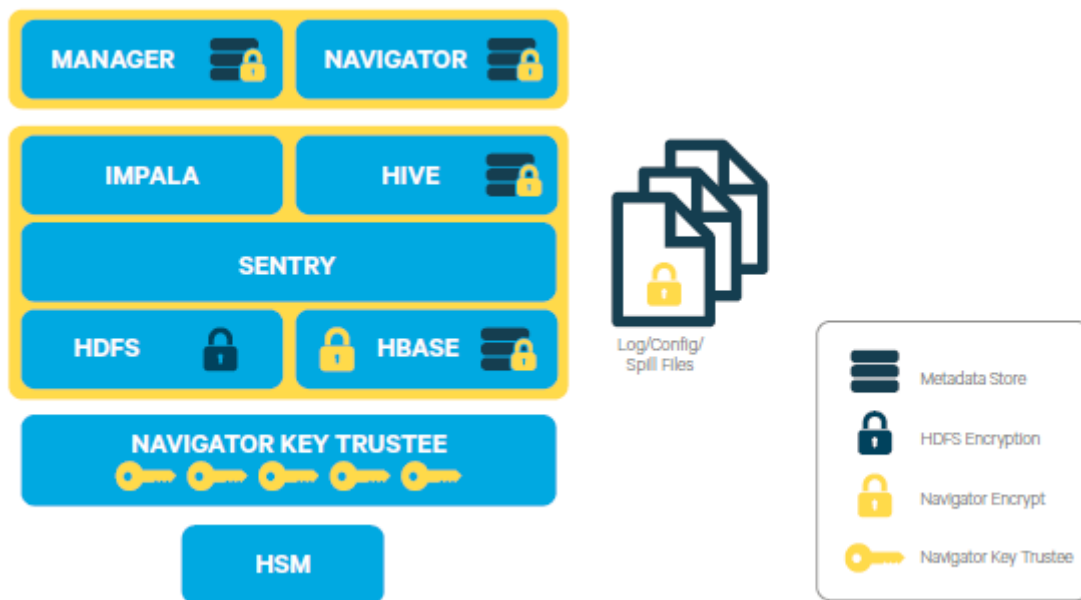 MANAGER
NAVIGATOR
IMPALA
HIVE
SENTRY
HDFS
HBASE
Log/Config/
Spill Files
NAVIGATOR KEY TRUSTEE
HSM
Metadata Store
HDFS Encryption
Navigator Encrypt
Navigator Key Trustee